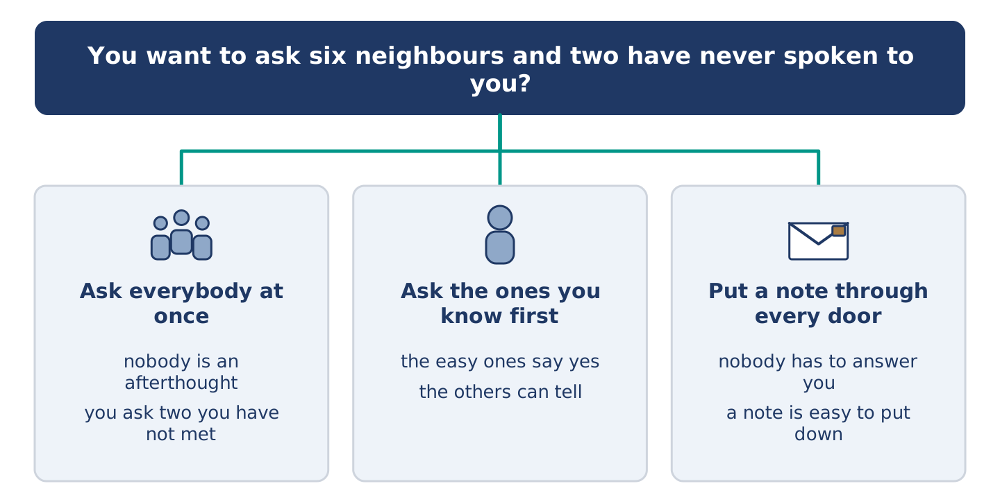 You want to ask six neighbours and two have never spoken to
you?
Ask everybody at
once
nobody is an
afterthought
you ask two you have
not met
Ask the ones you
know first
the easy ones say yes
the others can tell
Put a note through
every door
nobody has to answer
you
a note is easy to put
down